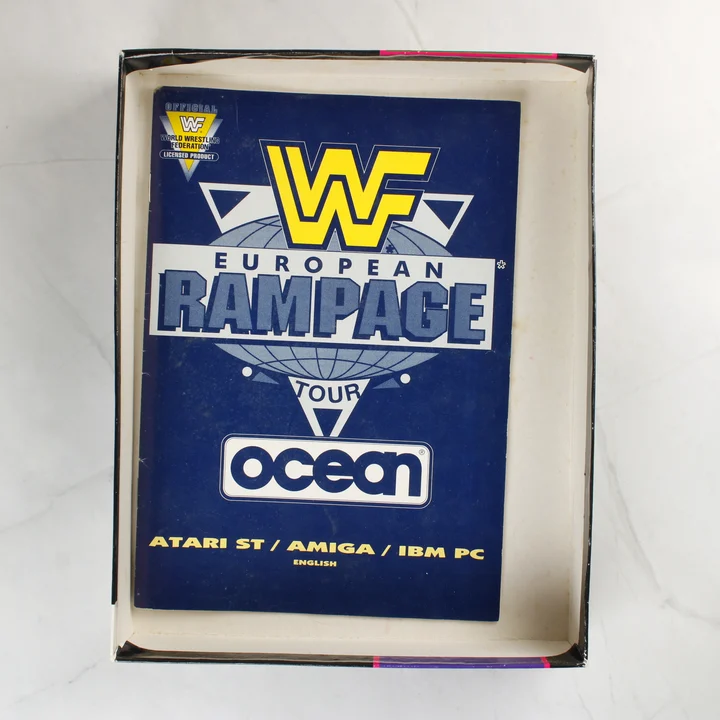 OFFICIAL
WF
WORLD WRESTLING
FEDERATION
LICENSED PRODUCT
WF
EUROPEAN
RAMPAGE
TOUR
ocean®
ATARI ST / AMIGA / IBM PC
ENGLISH